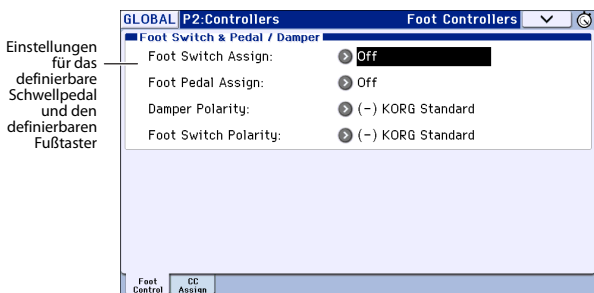 GLOBAL P2:Controllers Foot Controllers
Foot Switch & Pedal / Damper
Foot Switch Assign: Off
Foot Pedal Assign: Off
Damper Polarity: (-) KORG Standard
Foot Switch Polarity: (-) KORG Standard
Einstellungen
für das
definierbare
Schwellpedal
und den
definierbaren
Fußtaster
Foot
Control
CC
Assign